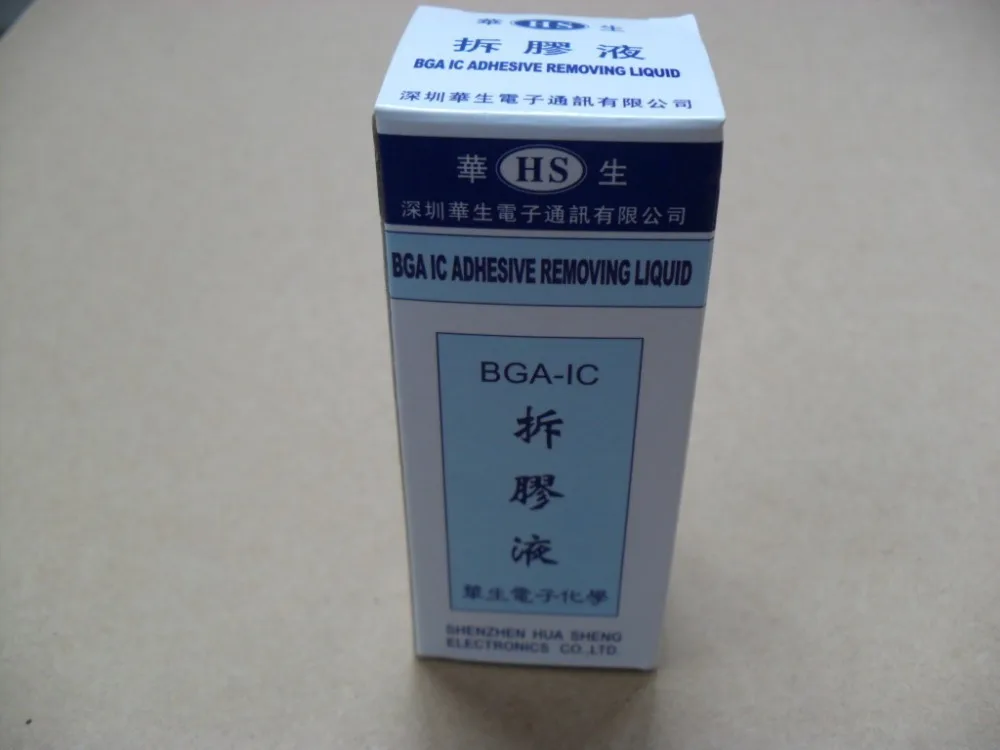 華 HS 生
拆膠液
BGA IC ADHESIVE REMOVING LIQUID
深圳華生電子通訊有限公司
華 HS 生
深圳華生電子通訊有限公司
BGA IC ADHESIVE REMOVING LIQUID
BGA-IC
拆
膠
液
華生電子化學
SHENZHEN HUA SHENG
ELECTRONICS CO.,LTD.